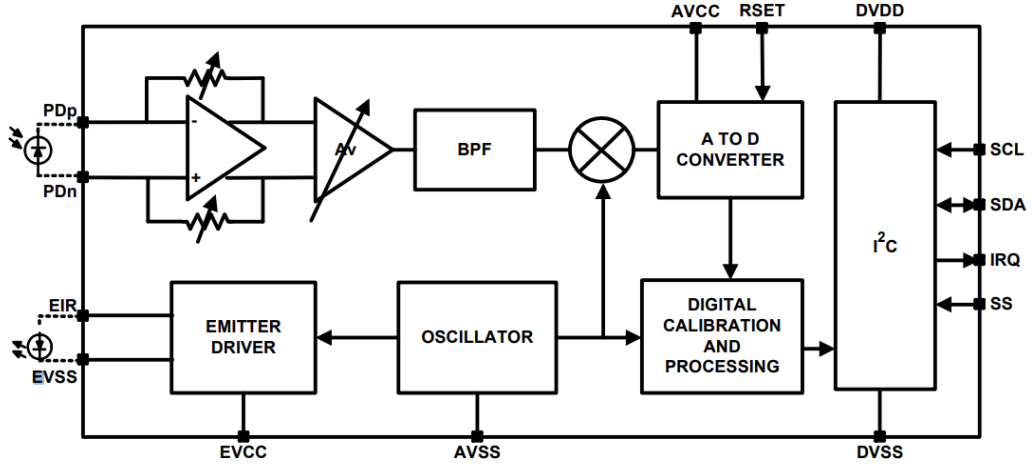 AVCC RSET DVDD
PDp
PDn
-
+
Av
BPF
A TO D
CONVERTER
SCL
SDA
I²C
IRQ
SS
EIR
EVSS
EMITTER
DRIVER
OSCILLATOR
DIGITAL
CALIBRATION
AND
PROCESSING
EVCC AVSS DVSS